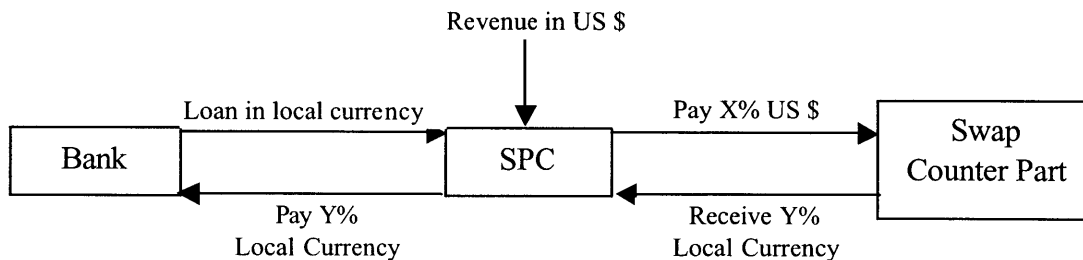 Revenue in US $
Loan in local currency
Pay X% US $
Bank
SPC
Swap
Counter Part
Pay Y%
Local Currency
Receive Y%
Local Currency